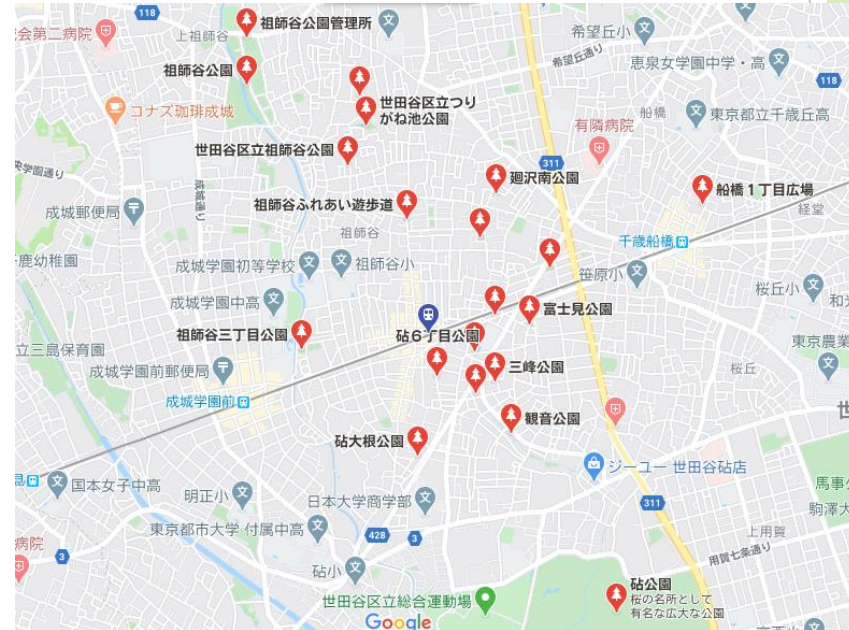 118
祖師谷公園管理所
会第二病院
上祖師谷
希望丘小
希望丘通り
恵泉女学園中学・高
祖師谷公園
118
コナズ珈琲成城
世田谷区立つり
がね池公園
船橋
東京都立千歳丘高
有隣病院
世田谷区立祖師谷公園
311
央学園通り
廻沢南公園
船橋1丁目広場
成城通り
成城郵便局
祖師谷ふれあい遊歩道
経堂
祖師谷
千歳船橋
鹿幼稚園
成城学園初等学校
祖師谷小
笹原小
桜丘小
和光
成城学園中高
富士見公園
祖師谷三丁目公園
砧6丁目公園
立三島保育園
東京農業
成城学園前郵便局
三峰公園
桜丘
成城学園前
世
観音公園
砧大根公園
ジーユー 世田谷砧店
国本女子中高
明正小
日本大学商学部
311
馬事公
駒澤大
東京都市大学 付属中高
428
3
上用賀
用賀七条通り
病院
3
砧小
砧公園
桜の名所として
有名な広大な公園
世田谷区立総合運動場
Google